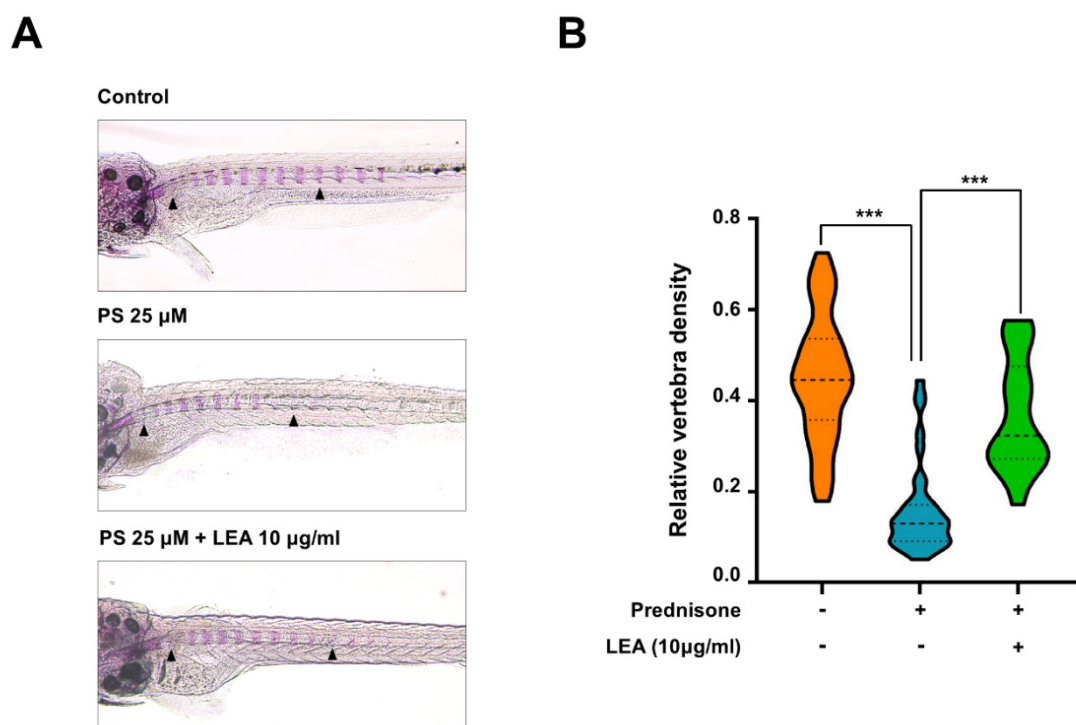 A
Control
PS 25 µM
PS 25 µM + LEA 10 µg/ml
B
*** ***
Relative vertebra density
0.8
0.6
0.4
0.2
0.0
Prednisone - + +
LEA (10µg/ml) - - +